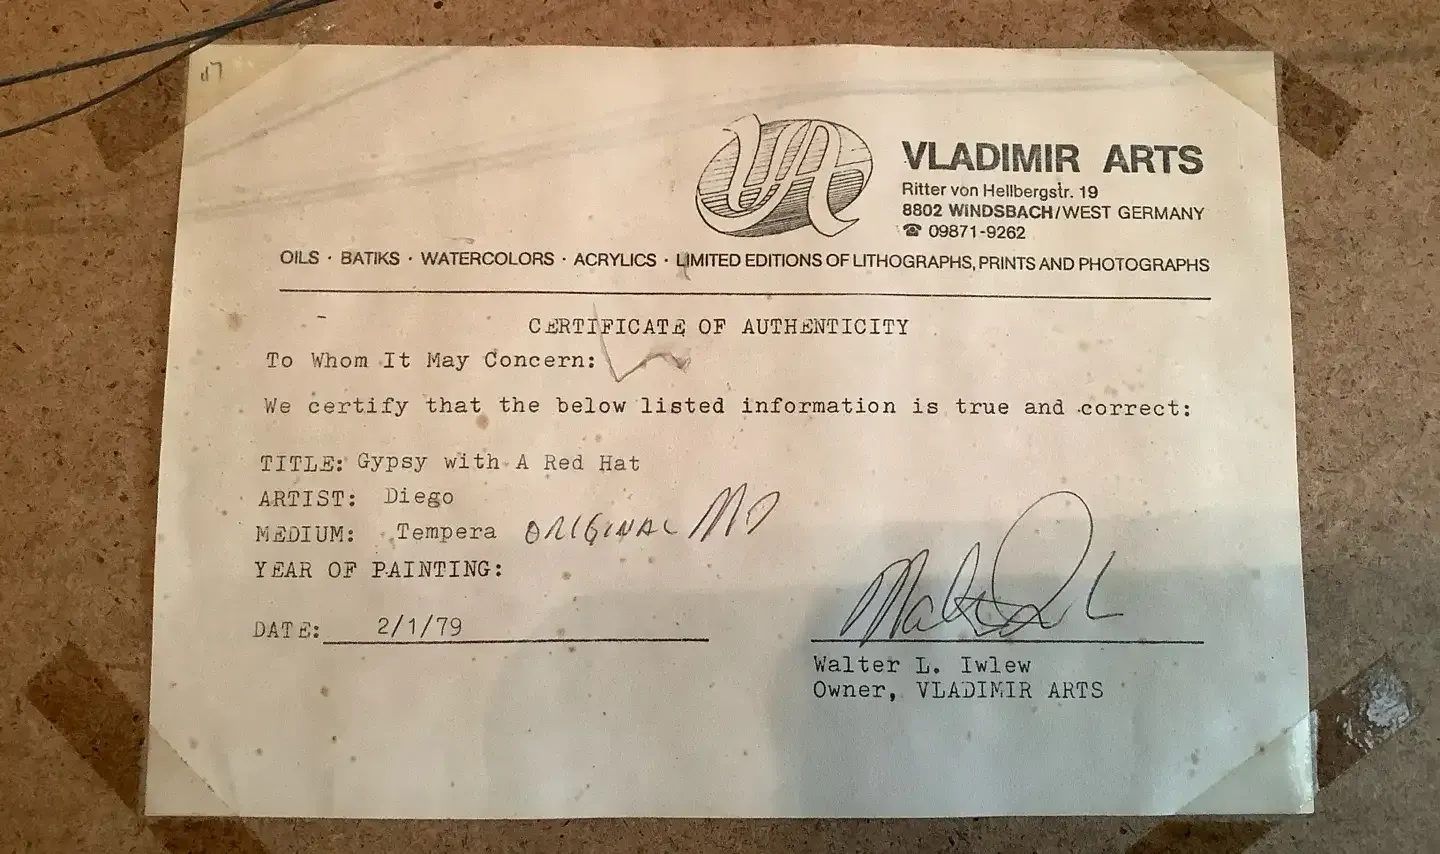 VA
VLADIMIR ARTS
Ritter von Hellbergstr. 19
8802 WINDSBACH/WEST GERMANY
☎ 09871-9262
OILS · BATIKS · WATERCOLORS · ACRYLICS · LIMITED EDITIONS OF LITHOGRAPHS, PRINTS AND PHOTOGRAPHS
CERTIFICATE OF AUTHENTICITY
To Whom It May Concern:
We certify that the below listed information is true and correct:
TITLE: Gypsy with A Red Hat
ARTIST: Diego
MEDIUM: Tempera ORIGINAL
YEAR OF PAINTING:
DATE: 2/1/79
Walter L. Iwlew
Owner, VLADIMIR ARTS